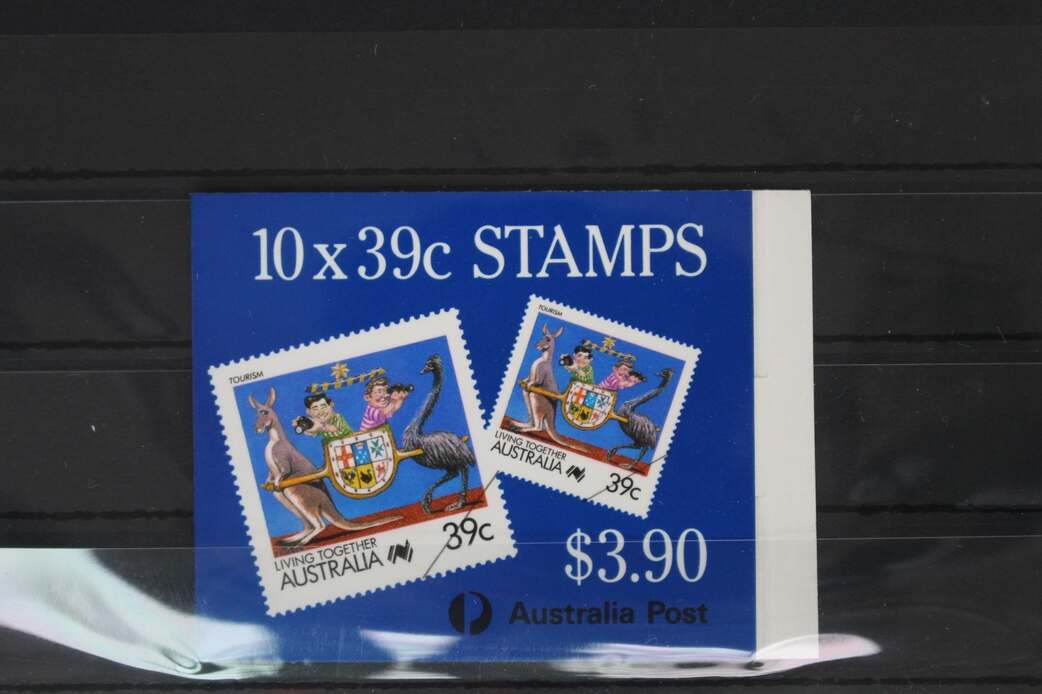 10 x 39c STAMPS
TOURISM
LIVING TOGETHER
AUSTRALIA
39c
TOURISM
LIVING TOGETHER
AUSTRALIA
39c
$3.90
Australia Post